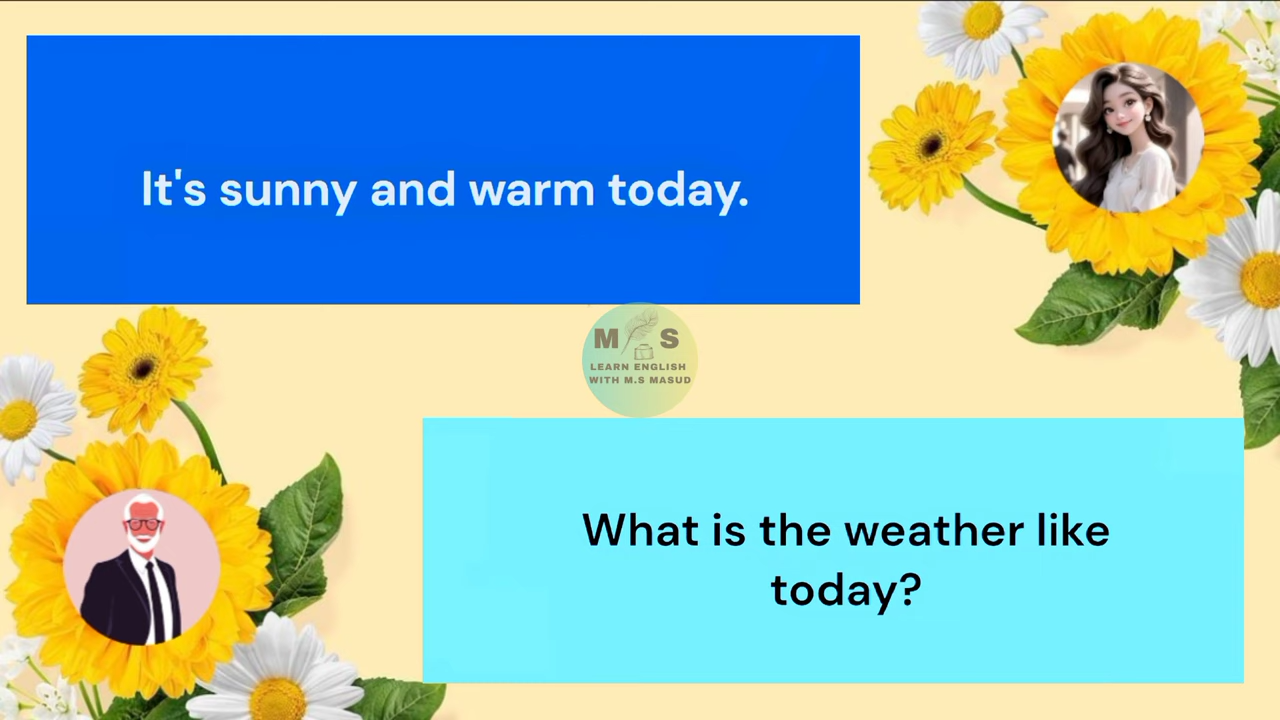 It's sunny and warm today.
M S
LEARN ENGLISH
WITH M.S MASUD
What is the weather like
today?